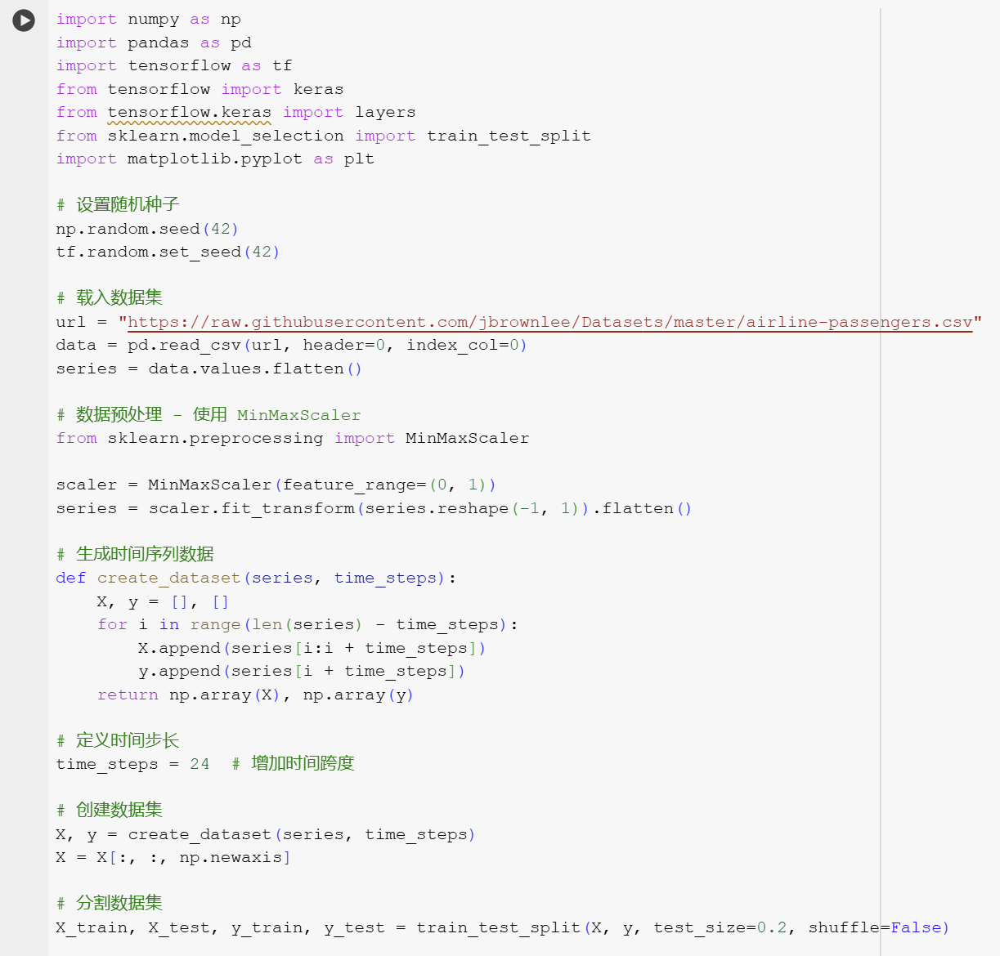 import numpy as np
import pandas as pd
import tensorflow as tf
from tensorflow import keras
from tensorflow.keras import layers
from sklearn.model_selection import train_test_split
import matplotlib.pyplot as plt

# 设置随机种子
np.random.seed(42)
tf.random.set_seed(42)

# 载入数据集
url = "https://raw.githubusercontent.com/jbrownlee/Datasets/master/airline-passengers.csv"
data = pd.read_csv(url, header=0, index_col=0)
series = data.values.flatten()

# 数据预处理 - 使用 MinMaxScaler
from sklearn.preprocessing import MinMaxScaler

scaler = MinMaxScaler(feature_range=(0, 1))
series = scaler.fit_transform(series.reshape(-1, 1)).flatten()

# 生成时间序列数据
def create_dataset(series, time_steps):
    X, y = [], []
    for i in range(len(series) - time_steps):
        X.append(series[i:i + time_steps])
        y.append(series[i + time_steps])
    return np.array(X), np.array(y)

# 定义时间步长
time_steps = 24  # 增加时间跨度

# 创建数据集
X, y = create_dataset(series, time_steps)
X = X[:, :, np.newaxis]

# 分割数据集
X_train, X_test, y_train, y_test = train_test_split(X, y, test_size=0.2, shuffle=False)